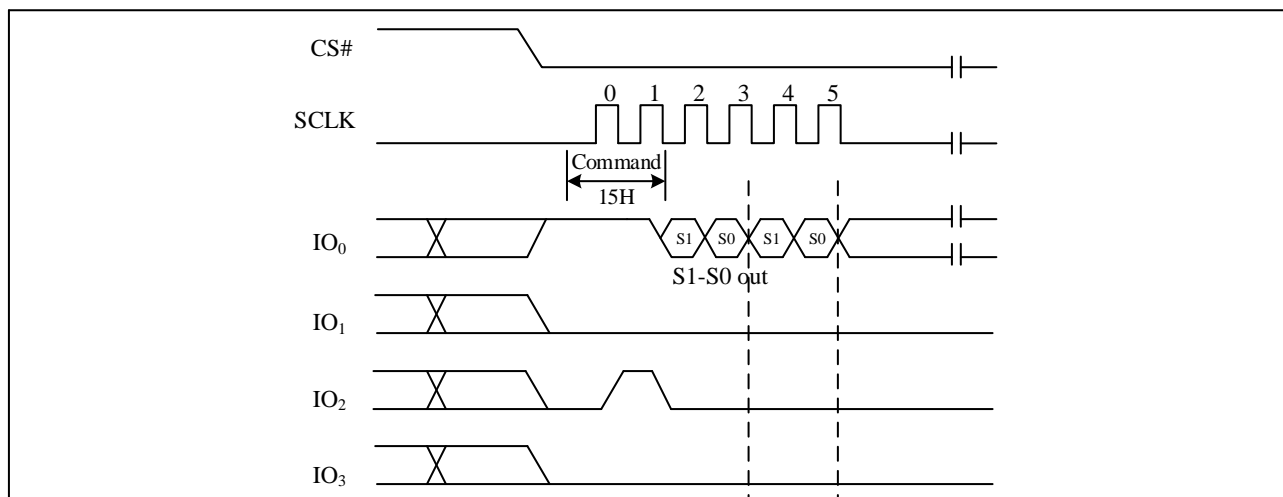 CS#
0 1 2 3 4 5
SCLK
Command
15H
IO₀ S1 S0 S1 S0
S1-S0 out
IO₁
IO₂
IO₃